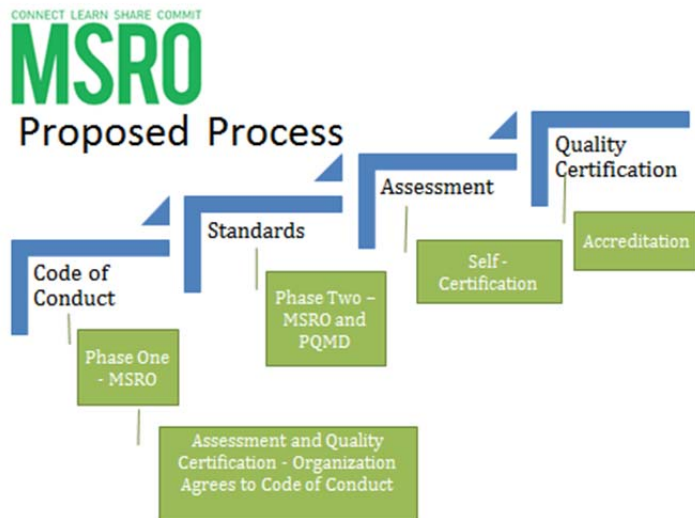 CONNECT LEARN SHARE COMMIT
MSRO
Proposed Process
Code of
Conduct
Phase One
- MSRO
Assessment and Quality
Certification - Organization
Agrees to Code of Conduct
Standards
Phase Two –
MSRO and
PQMD
Assessment
Self -
Certification
Quality
Certification
Accreditation